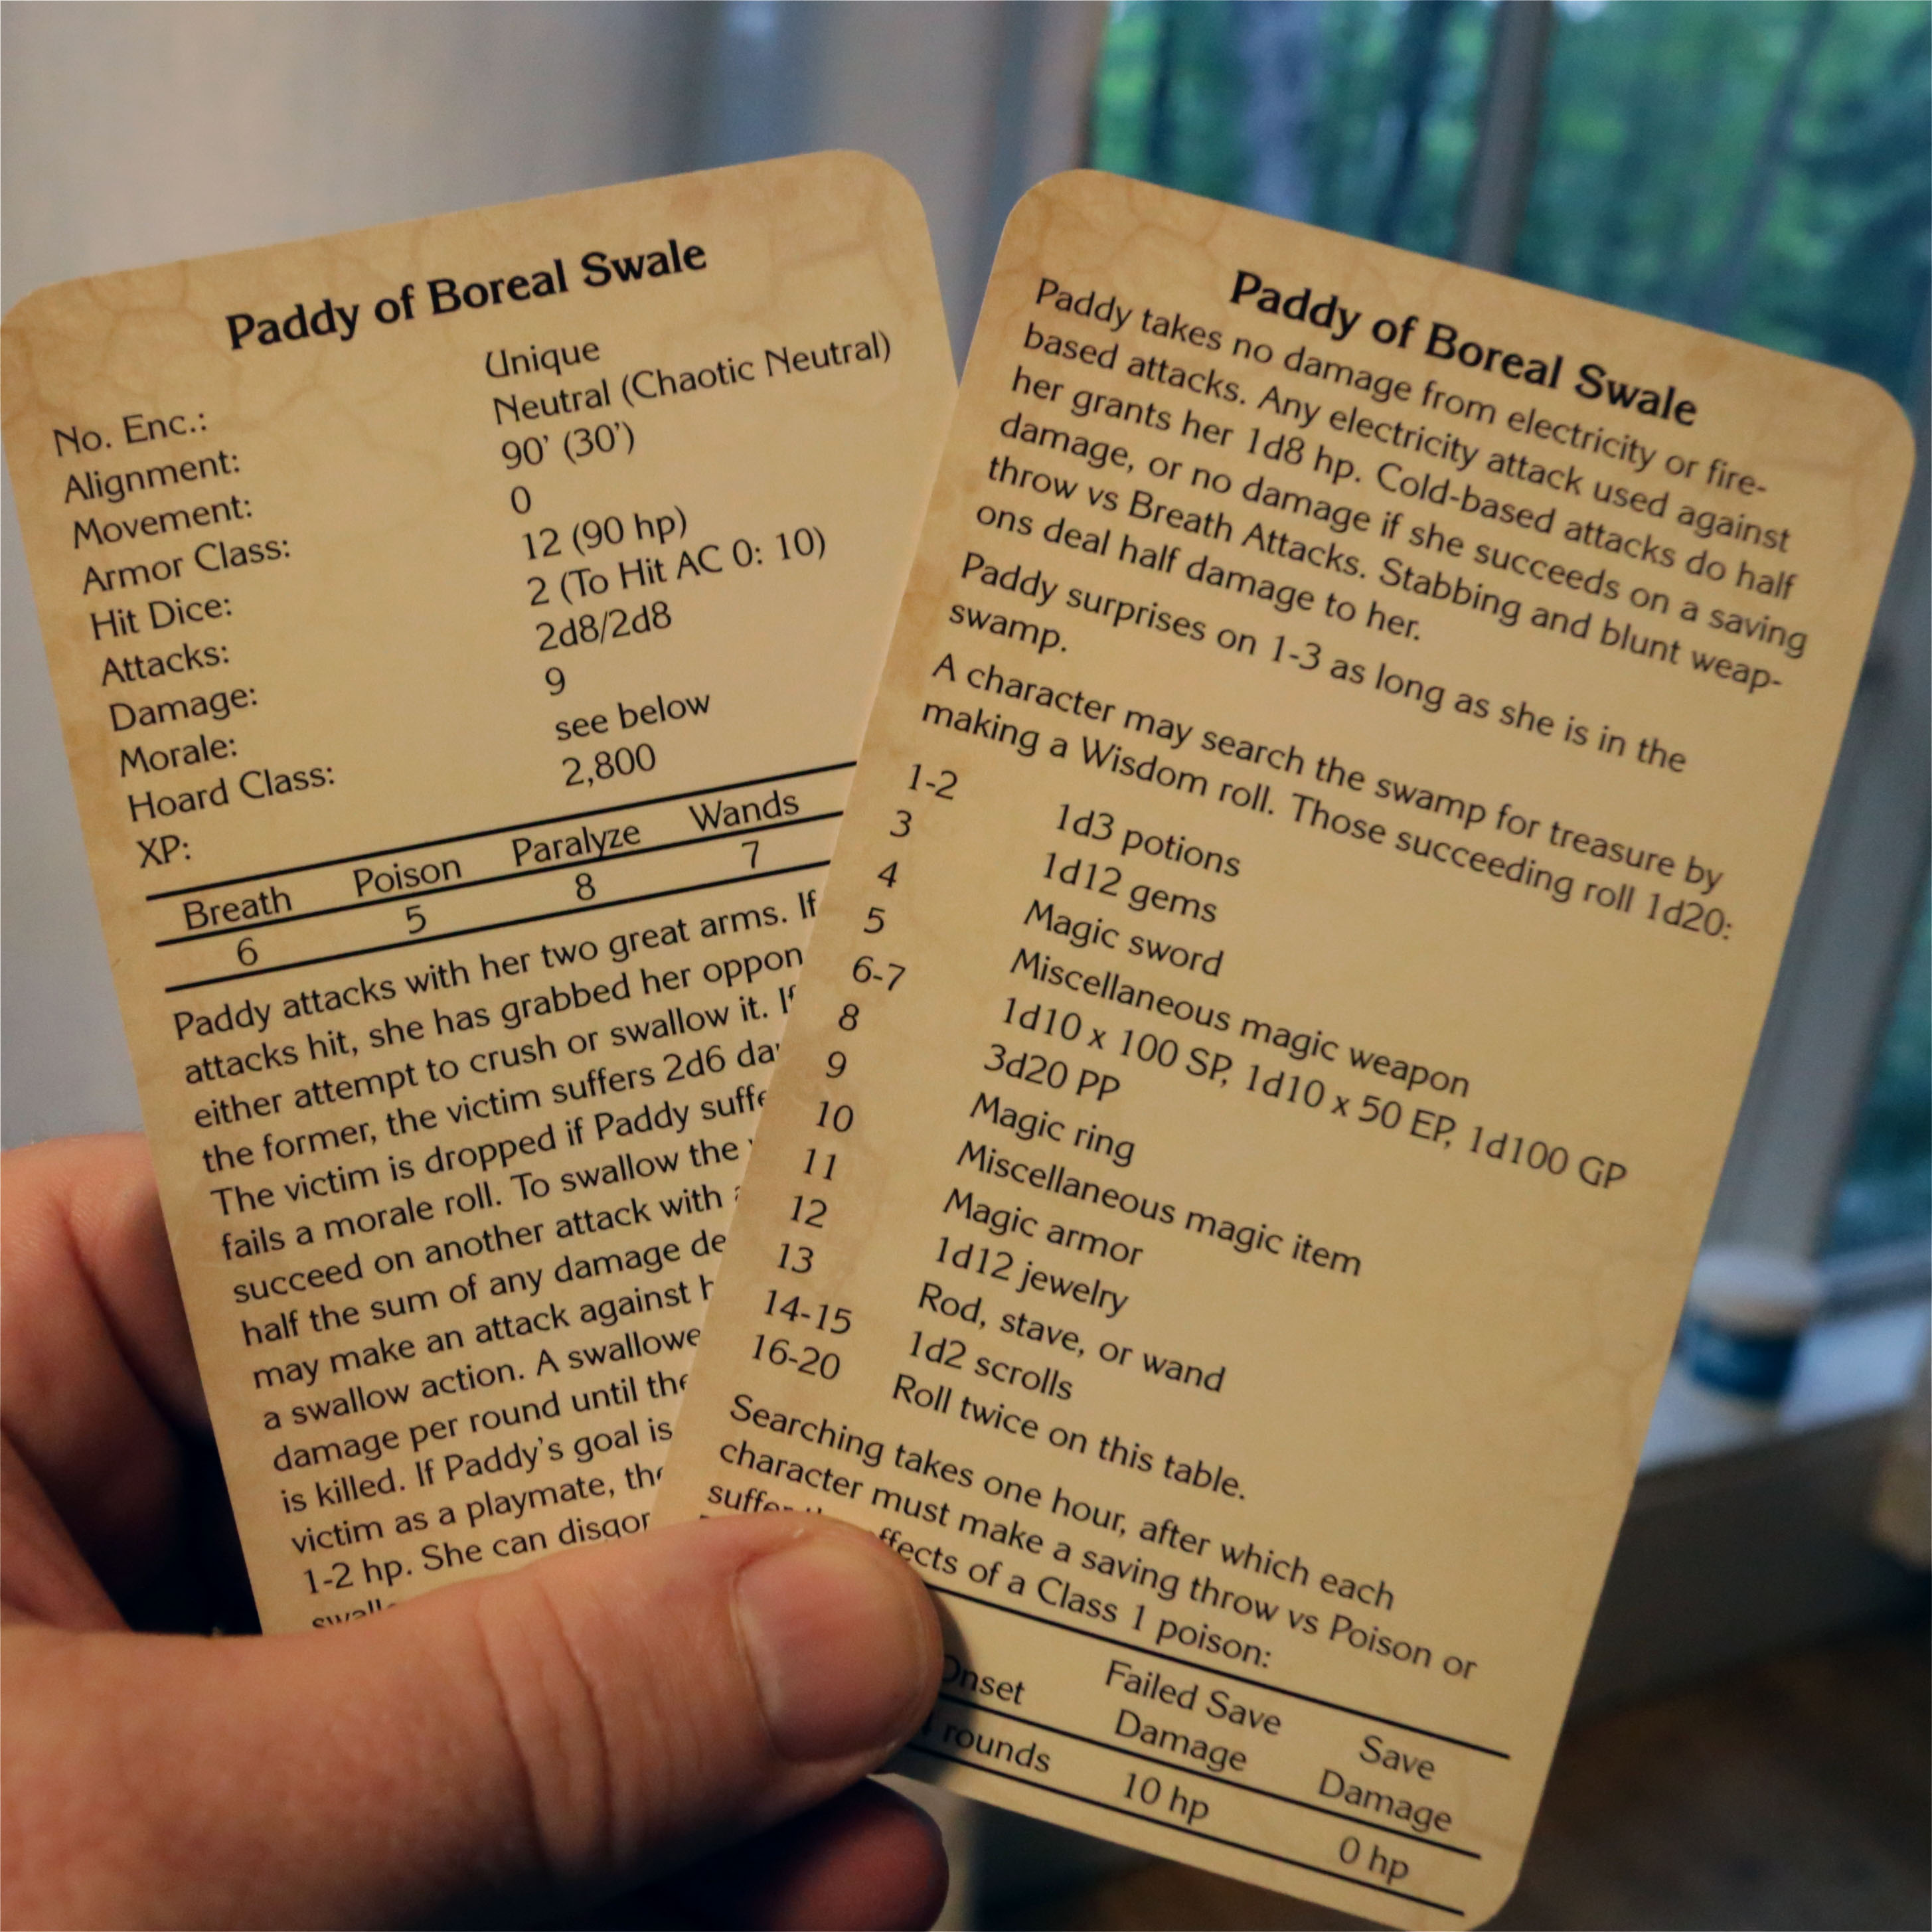 Paddy of Boreal Swale
No. Enc.: Unique
Alignment: Neutral (Chaotic Neutral)
Movement: 90' (30')
Armor Class: 0
Hit Dice: 12 (90 hp)
Attacks: 2 (To Hit AC 0: 10)
Damage: 2d8/2d8
Morale: 9
Hoard Class: see below
XP: 2,800
Breath Poison Paralyze Wands
6 5 8 7
Paddy attacks with her two great arms. If
attacks hit, she has grabbed her
either attempt to crush or swallow it.
the former, the victim suffers 2d6
The victim is dropped if Paddy
fails a morale roll. To swallow the
succeed on another attack with
half the sum of any damage
may make an attack against
a swallow action. A
damage per round until
is killed. If Paddy's goal is
victim as a playmate,
1-2 hp. She can
Paddy of Boreal Swale
Paddy takes no damage from electricity or fire-
based attacks. Any electricity attack used against
her grants her 1d8 hp. Cold-based attacks do half
damage, or no damage if she succeeds on a saving
throw vs Breath Attacks. Stabbing and blunt weap-
ons deal half damage to her.
Paddy surprises on 1-3 as long as she is in the
swamp.
A character may search the swamp for treasure by
making a Wisdom roll. Those succeeding roll 1d20:
1-2 1d3 potions
3 1d12 gems
4 Magic sword
5 Miscellaneous magic weapon
6-7 1d10 x 100 SP, 1d10 x 50 EP, 1d100 GP
8 3d20 PP
9 Magic ring
10 Miscellaneous magic item
11 Magic armor
12 1d12 jewelry
13 Rod, stave, or wand
14-15 1d2 scrolls
16-20 Roll twice on this table.
Searching takes one hour, after which each
character must make a saving throw vs Poison or
suffer the effects of a Class 1 poison:
Onset Failed Save Damage Save Damage
rounds 10 hp 0 hp